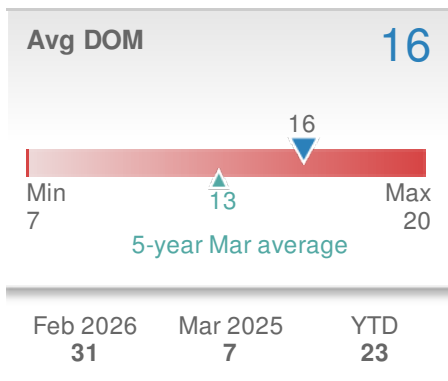 Avg DOM 16
16
Min Max
7 20
13
5-year Mar average
Feb 2026 Mar 2025 YTD
31 7 23